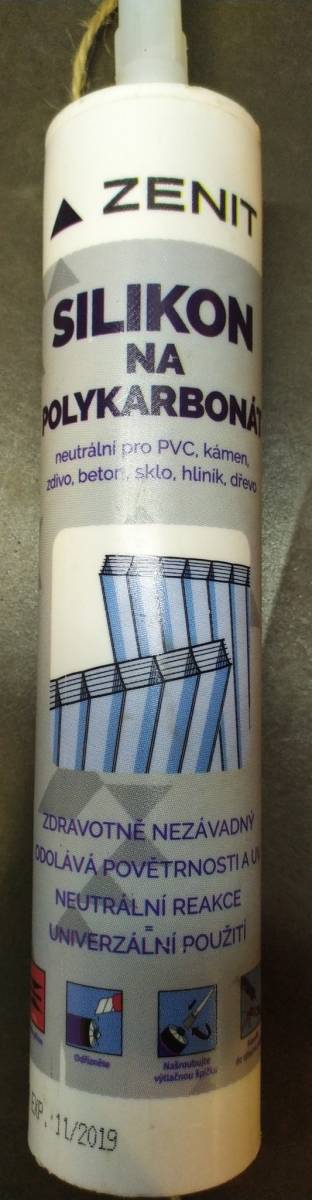 ZENIT
SILIKON
NA
POLYKARBONÁT
neutrální pro PVC, kámen,
zdivo, beton, sklo, hliník, dřevo
ZDRAVOTNĚ NEZÁVADNÝ
ODOLÁVÁ POVĚTRNOSTI A UV
NEUTRÁLNÍ REAKCE
=
UNIVERZÁLNÍ POUŽITÍ
Odřízněte
Našroubujte
výtlačnou špičku
EXP. 11/2019